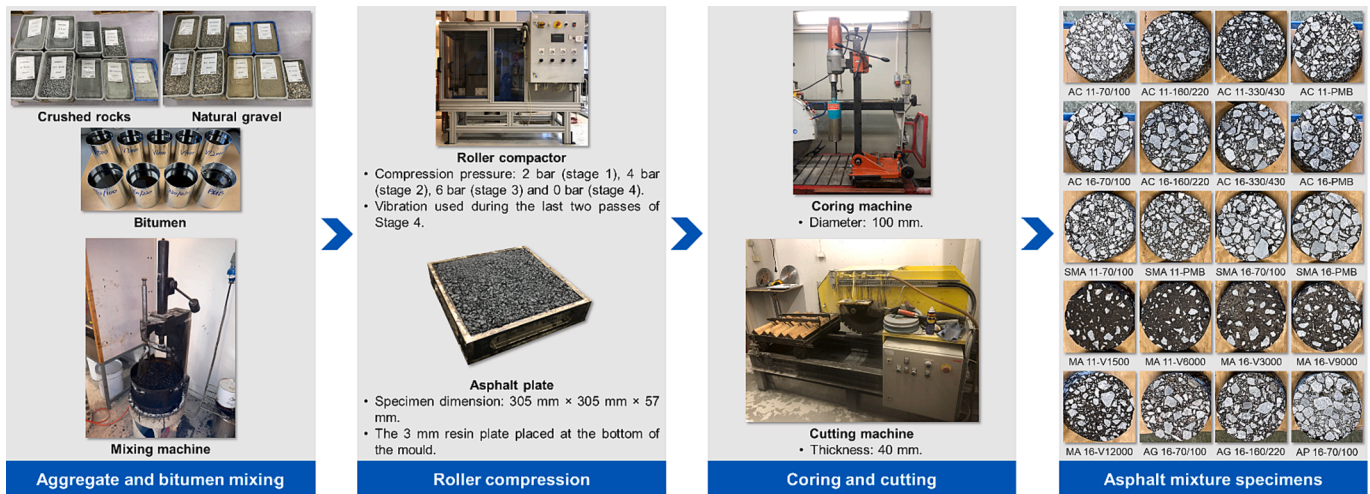 Crushed rocks
Natural gravel
Bitumen
Mixing machine
Aggregate and bitumen mixing
Roller compactor
• Compression pressure: 2 bar (stage 1), 4 bar
(stage 2), 6 bar (stage 3) and 0 bar (stage 4).
• Vibration used during the last two passes of
Stage 4.
Asphalt plate
• Specimen dimension: 305 mm × 305 mm × 57
mm.
• The 3 mm resin plate placed at the bottom of
the mould.
Roller compression
Coring machine
• Diameter: 100 mm.
Cutting machine
• Thickness: 40 mm.
Coring and cutting
AC 11-70/100
AC 11-160/220
AC 11-330/430
AC 11-PMB
AC 16-70/100
AC 16-160/220
AC 16-330/430
AC 16-PMB
SMA 11-70/100
SMA 11-PMB
SMA 16-70/100
SMA 16-PMB
MA 11-V1500
MA 11-V6000
MA 16-V3000
MA 16-V9000
MA 16-V12000
AG 16-70/100
AG 16-160/220
AP 16-70/100
Asphalt mixture specimens